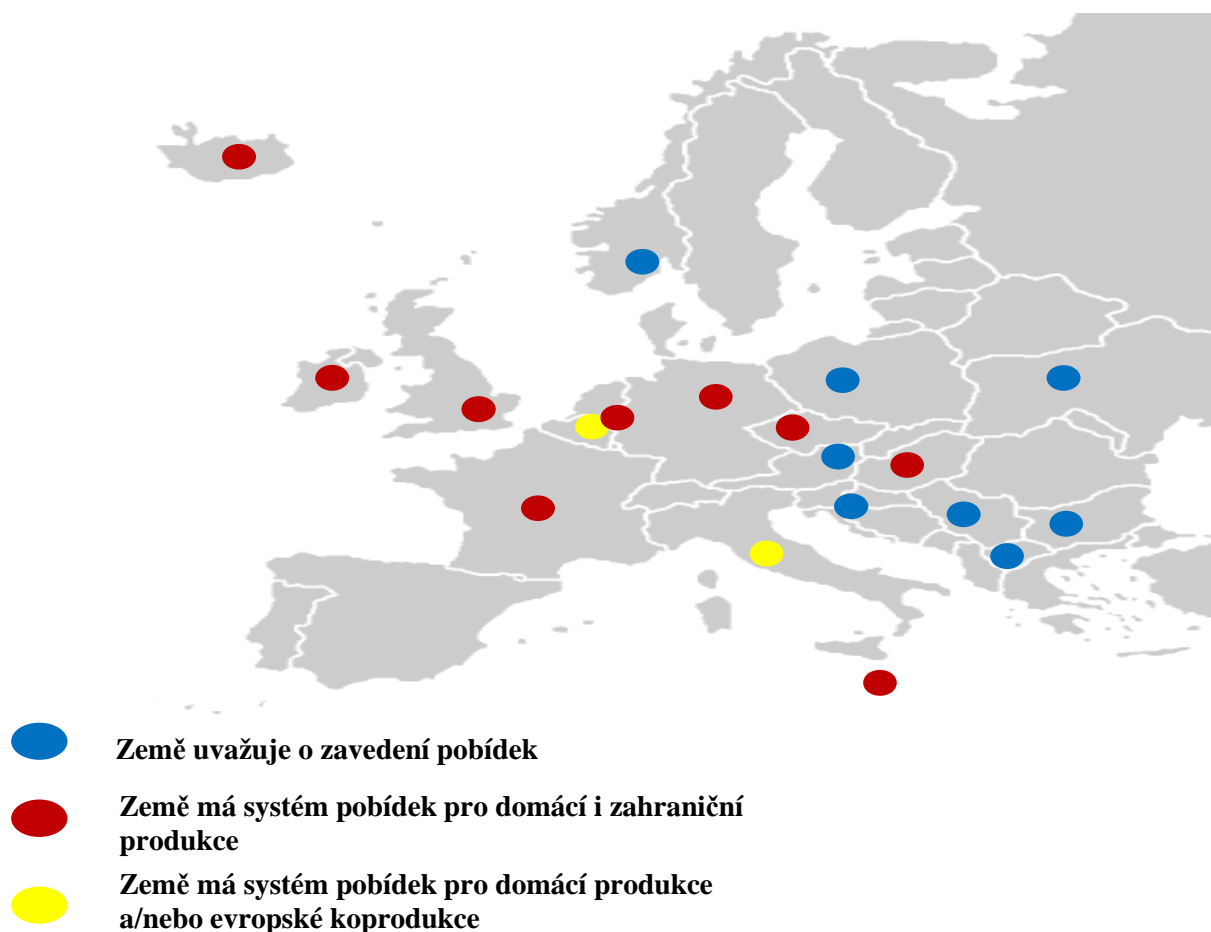 Země uvažuje o zavedení pobídek
Země má systém pobídek pro domácí i zahraniční
produkce
Země má systém pobídek pro domácí produkce
a/nebo evropské koprodukce